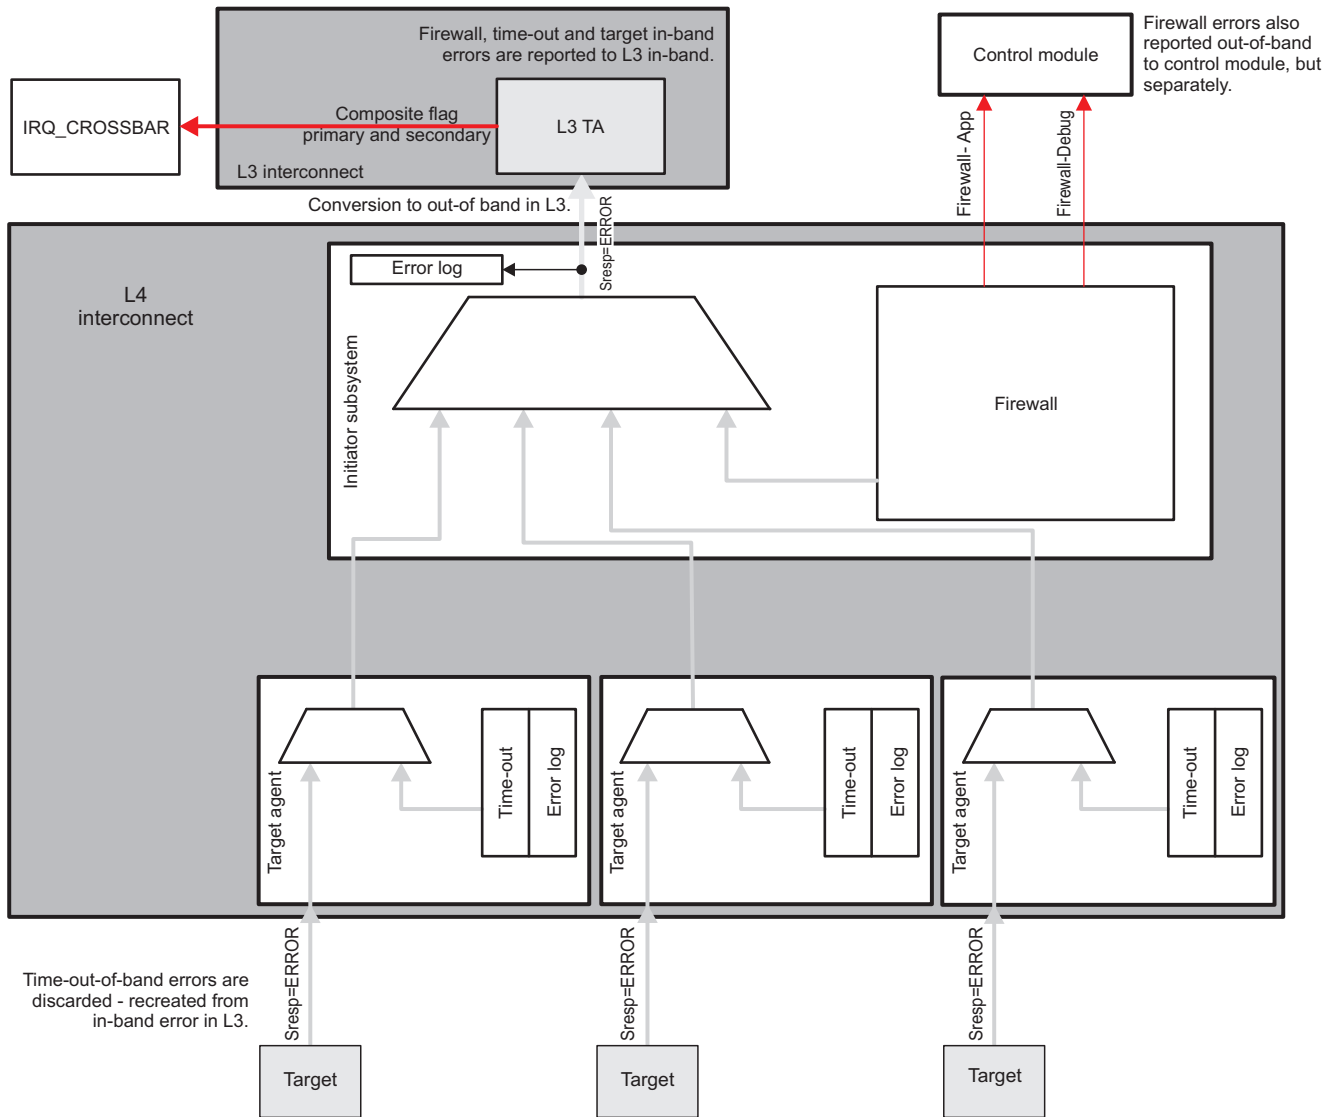 Firewall, time-out and target in-band
errors are reported to L3 in-band.
Control module
Firewall errors also
reported out-of-band
to control module, but
separately.
IRQ_CROSSBAR
Composite flag
primary and secondary
L3 TA
L3 interconnect
Firewall- App
Firewall-Debug
Conversion to out-of band in L3.
Sresp=ERROR
L4
interconnect
Error log
Initiator subsystem
Firewall
Target agent
Time-out
Error log
Target agent
Time-out
Error log
Target agent
Time-out
Error log
Time-out-of-band errors are
discarded - recreated from
in-band error in L3.
Sresp=ERROR
Sresp=ERROR
Sresp=ERROR
Target
Target
Target